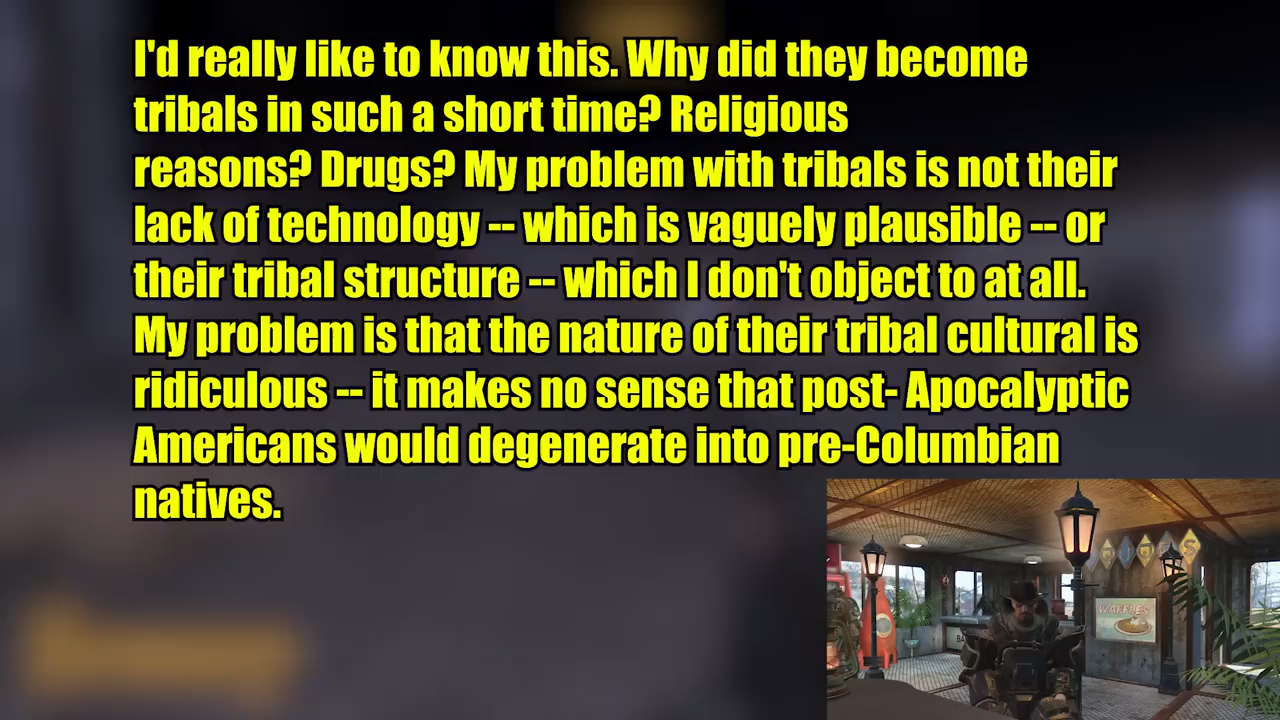 I'd really like to know this. Why did they become
tribals in such a short time? Religious
reasons? Drugs? My problem with tribals is not their
lack of technology -- which is vaguely plausible -- or
their tribal structure -- which I don't object to at all.
My problem is that the nature of their tribal cultural is
ridiculous -- it makes no sense that post- Apocalyptic
Americans would degenerate into pre-Columbian
natives.
WAFFLES